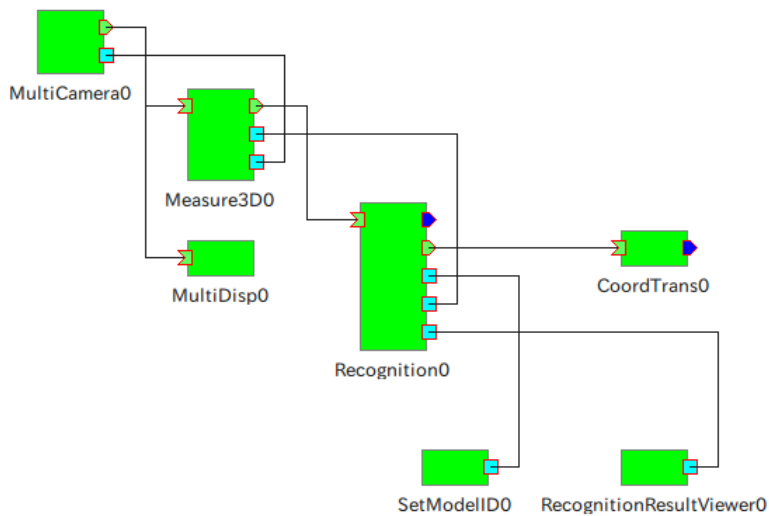 MultiCamera0
Measure3D0
MultiDisp0
CoordTrans0
Recognition0
SetModelID0
RecognitionResultViewer0